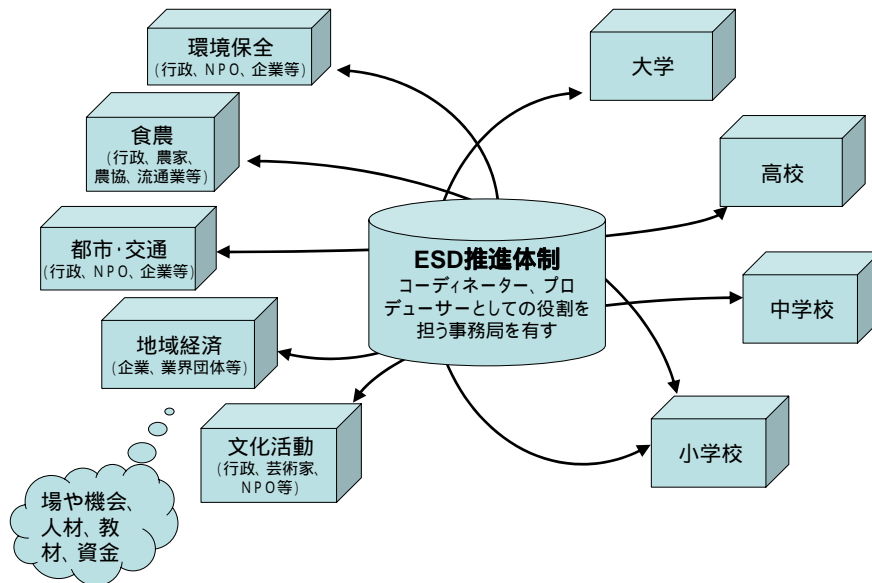 環境保全
(行政、NPO、企業等)
食農
(行政、農家、
農協、流通業等)
都市・交通
(行政、NPO、企業等)
地域経済
(企業、業界団体等)
文化活動
(行政、芸術家、
NPO等)
場や機会、
人材、教
材、資金
ESD推進体制
コーディネーター、プロ
デューサーとしての役割を
担う事務局を有す
大学
高校
中学校
小学校